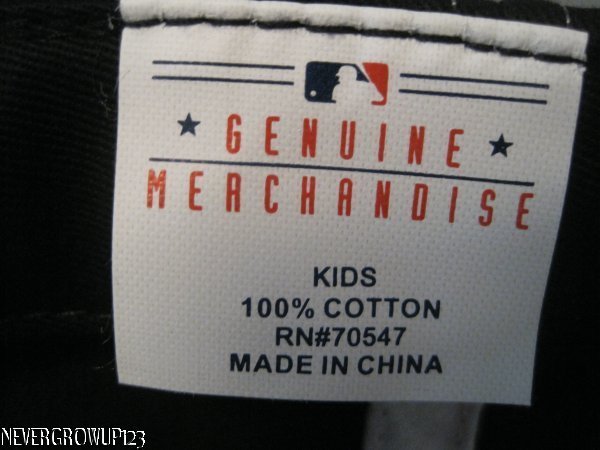 GENUINE
MERCHANDISE
KIDS
100% COTTON
RN#70547
MADE IN CHINA
NEVERGROWUP123